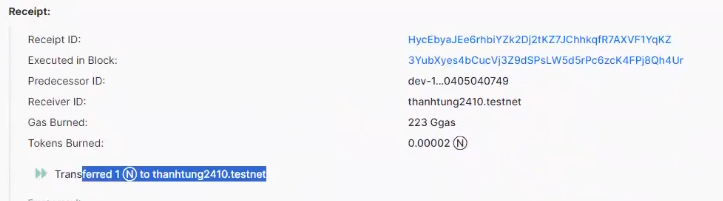 Receipt:
Receipt ID: HycEbyaJEe6rhbiYZk2Dj2tKZ7JChhkqfR7AXVF1YqKZ
Executed in Block: 3YubXyes4bCucVj3Z9dSPsLW5d5rPc6zcK4FPj8Qh4Ur
Predecessor ID: dev-1...0405040749
Receiver ID: thanhtung2410.testnet
Gas Burned: 223 Ggas
Tokens Burned: 0.00002 Ⓝ
Transferred 1 Ⓝ to thanhtung2410.testnet